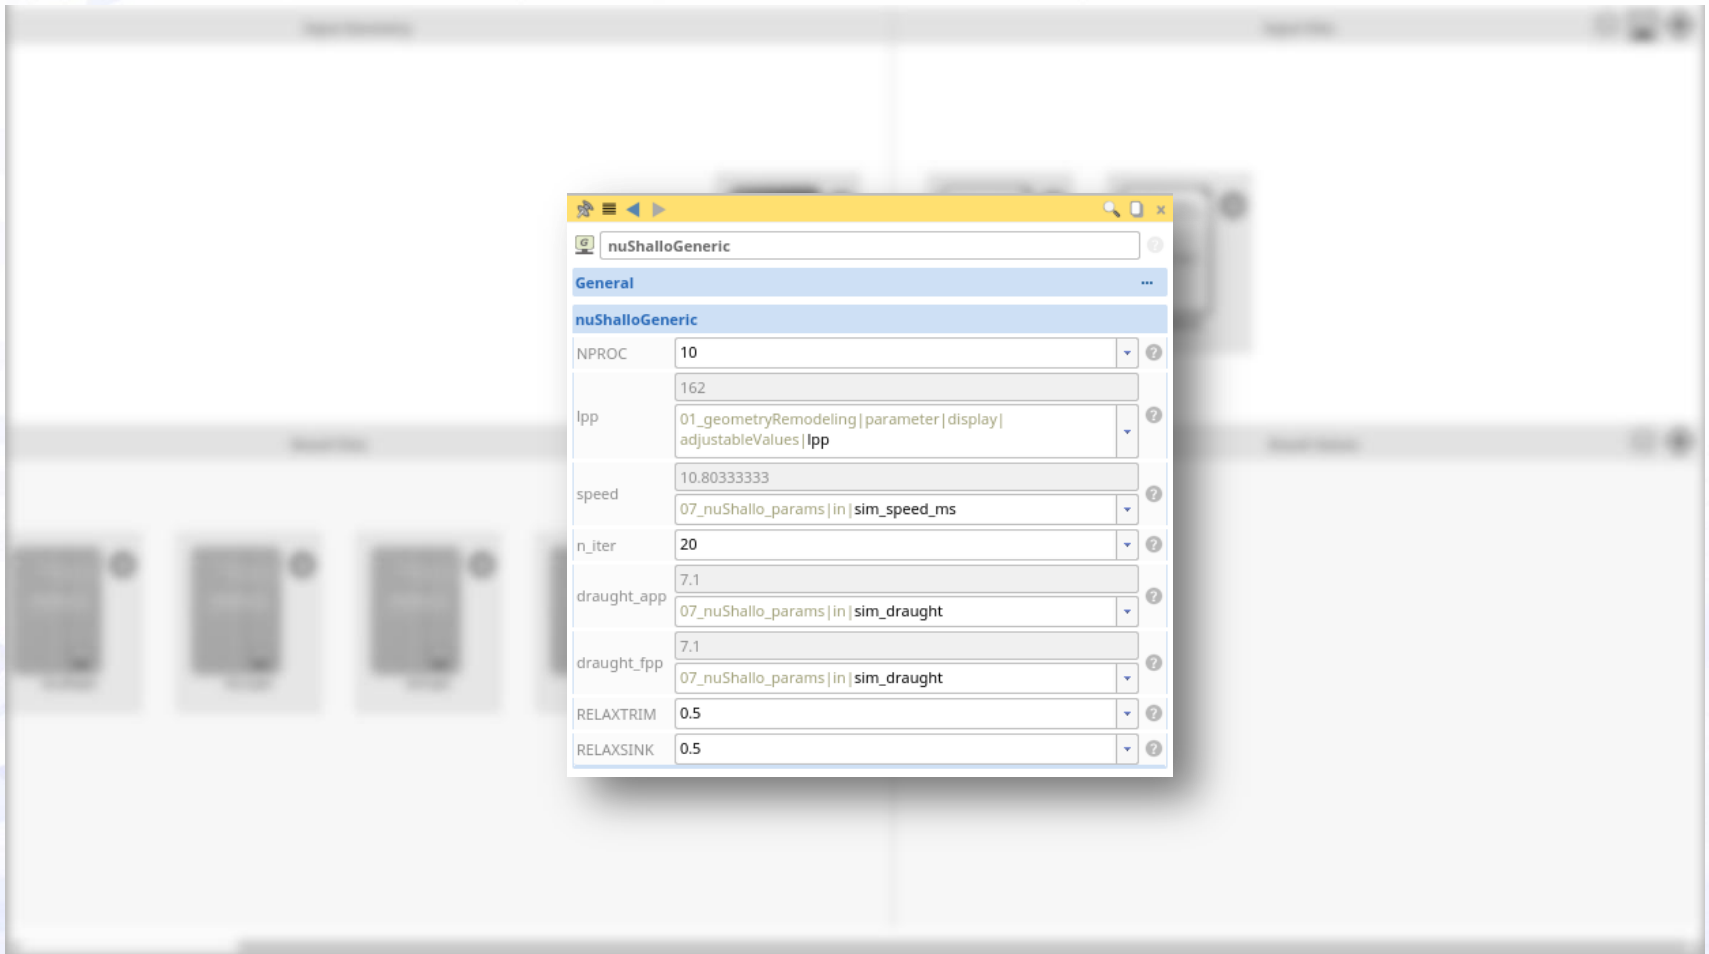 nuShalloGeneric
General
nuShalloGeneric
NPROC 10
162
lpp 01_geometryRemodeling|parameter|display|
adjustableValues|lpp
10.80333333
speed 07_nuShallo_params|in|sim_speed_ms
n_iter 20
7.1
draught_app 07_nuShallo_params|in|sim_draught
7.1
draught_fpp 07_nuShallo_params|in|sim_draught
RELAXTRIM 0.5
RELAXSINK 0.5